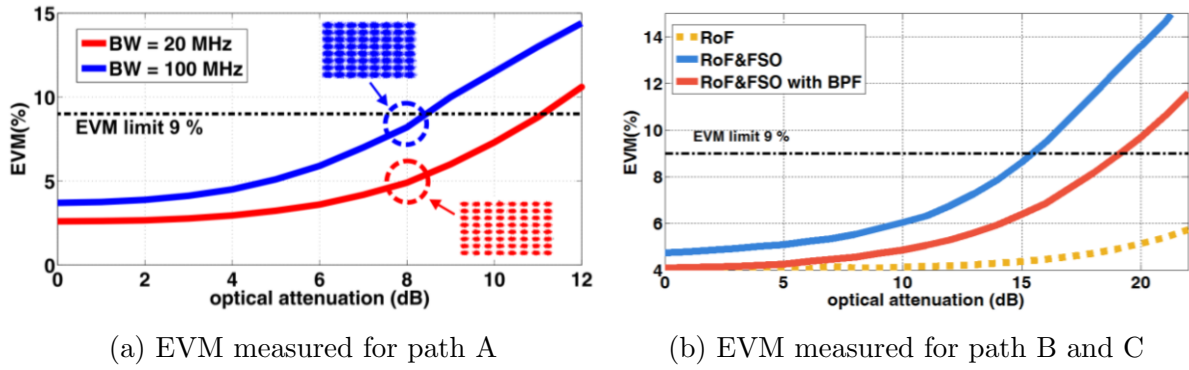 15
10
5
0
EVM(%)
BW = 20 MHz
BW = 100 MHz
EVM limit 9 %
0 2 4 6 8 10 12
optical attenuation (dB)
(a) EVM measured for path A
14
12
10
8
6
4
EVM(%)
RoF
RoF&FSO
RoF&FSO with BPF
EVM limit 9 %
0 5 10 15 20
optical attenuation (dB)
(b) EVM measured for path B and C